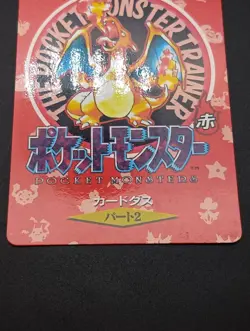 THE POCKET MONSTER TRAINER
赤
ポケットモンスター
POCKET MONSTERS
カードダス
パート2